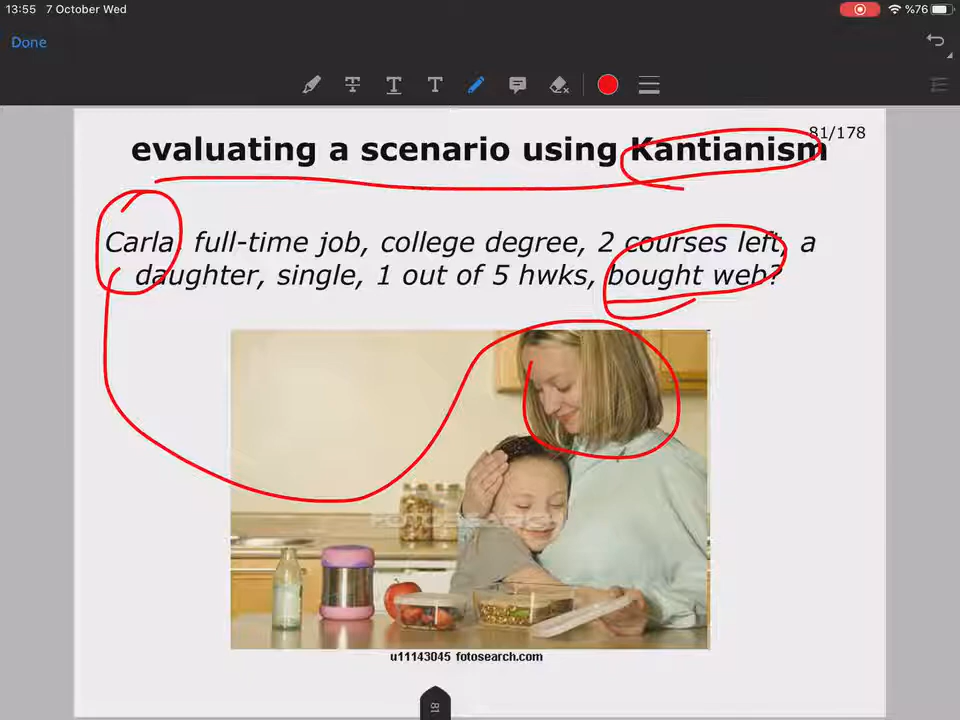 13:55 7 October Wed %76
Done
81/178
evaluating a scenario using Kantianism
Carla, full-time job, college degree, 2 courses left, a
daughter, single, 1 out of 5 hwks, bought web?
FOTOSEARCH
u11143045 fotosearch.com
81